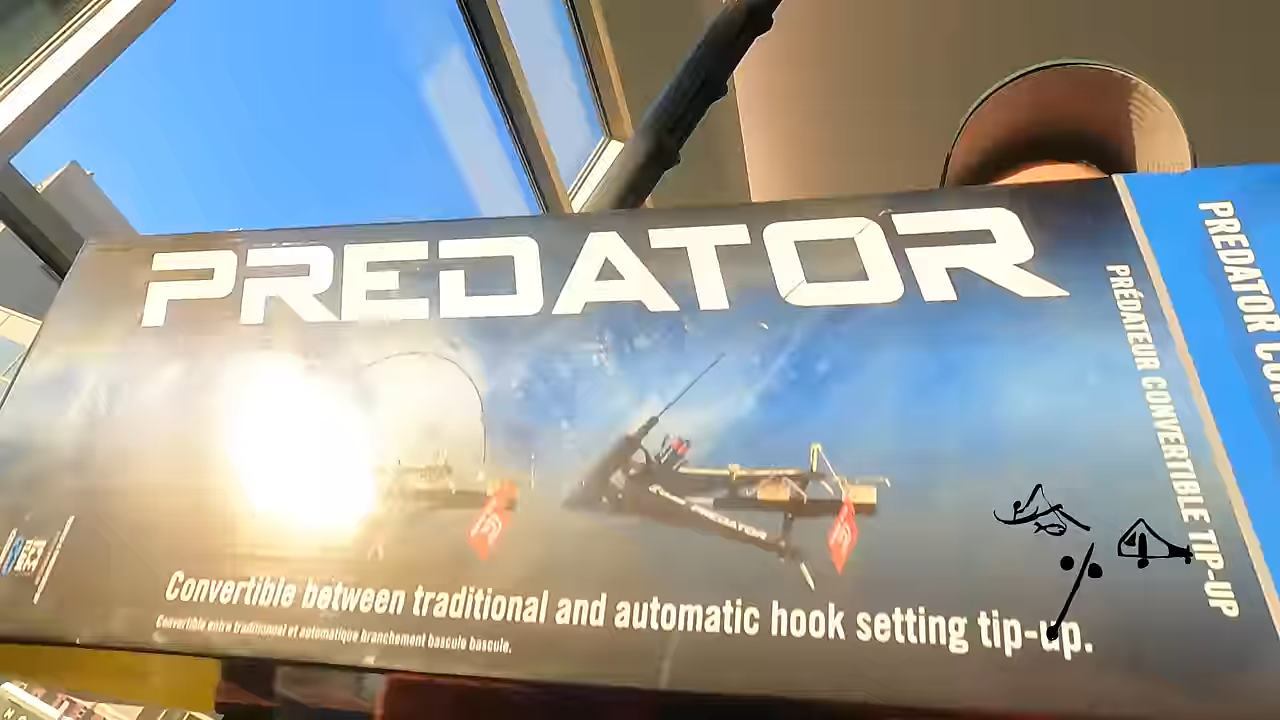 PREDATOR
PREDATOR
Convertible between traditional and automatic hook setting tip-up.
Convertible entre traditionnel et automatique branchement bascule bascule.
PRÉDATEUR CONVERTIBLE TIP-UP
PREDATOR